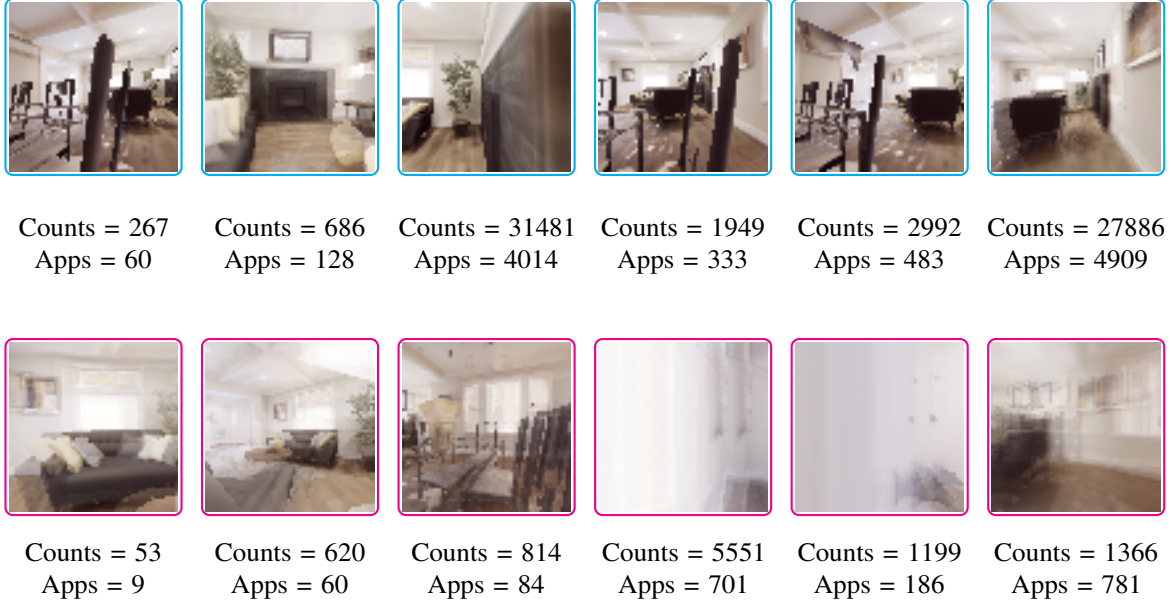 Counts = 267
Apps = 60
Counts = 686
Apps = 128
Counts = 31481
Apps = 4014
Counts = 1949
Apps = 333
Counts = 2992
Apps = 483
Counts = 27886
Apps = 4909
Counts = 53
Apps = 9
Counts = 620
Apps = 60
Counts = 814
Apps = 84
Counts = 5551
Apps = 701
Counts = 1199
Apps = 186
Counts = 1366
Apps = 781